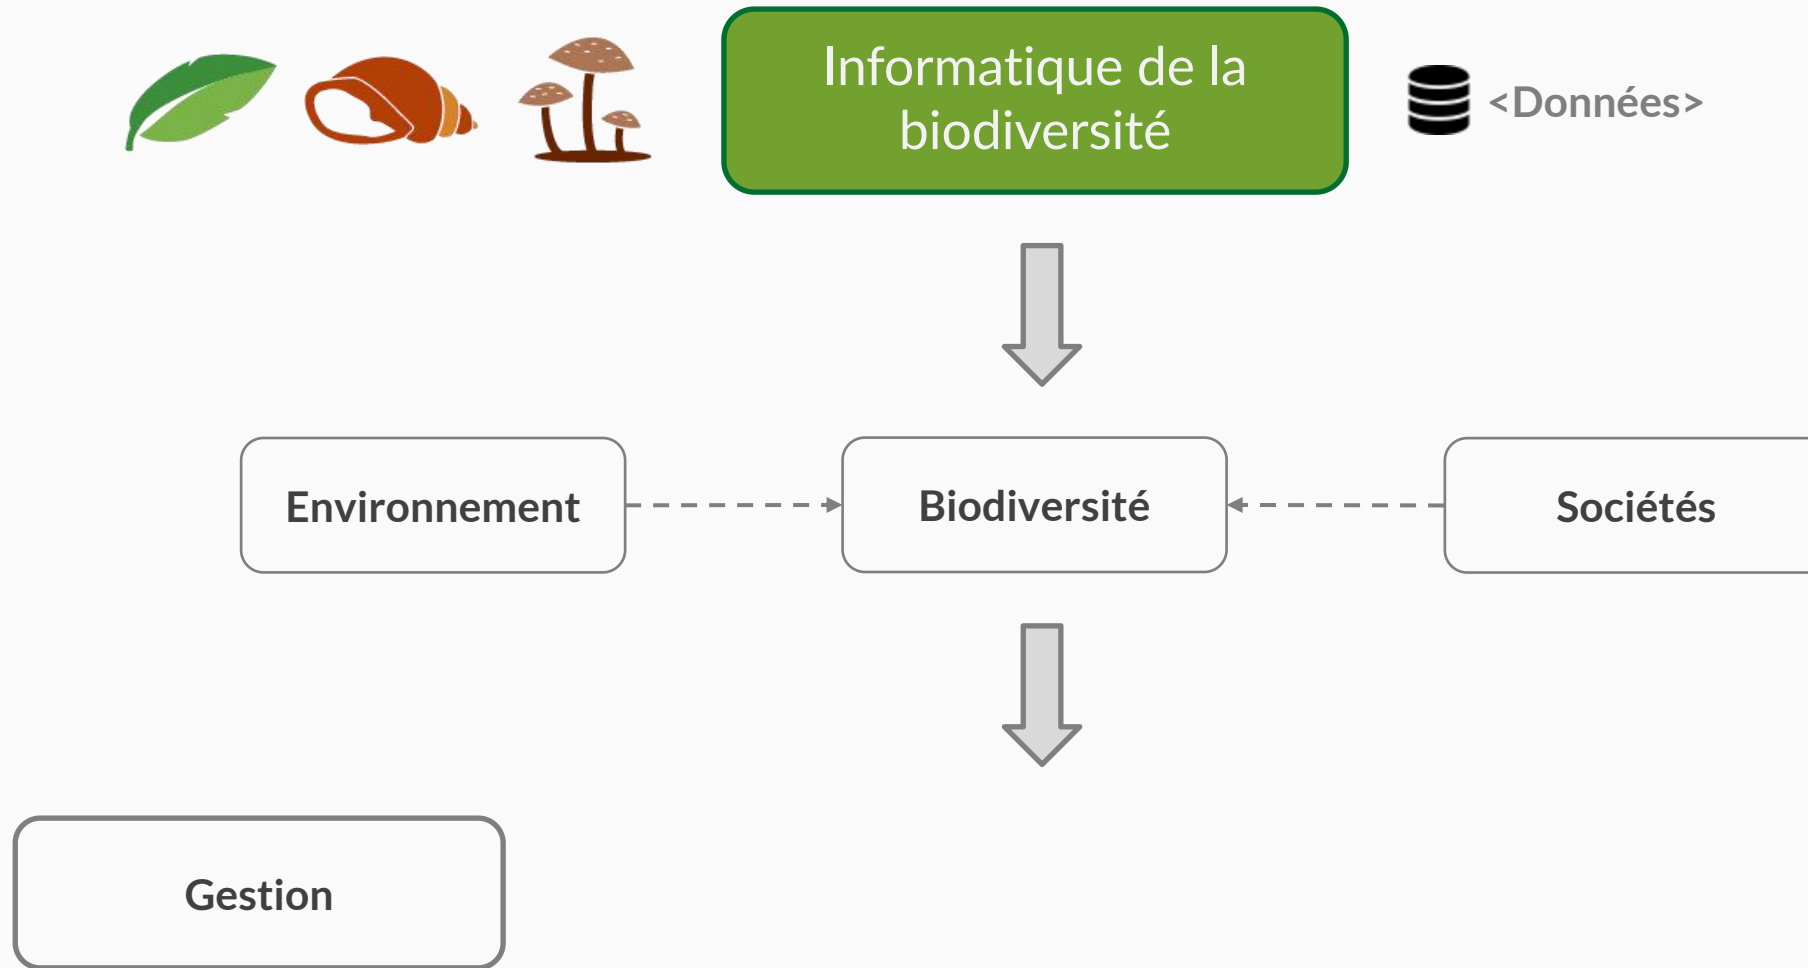 Informatique de la
biodiversité
<Données>
Environnement
Biodiversité
Sociétés
Gestion